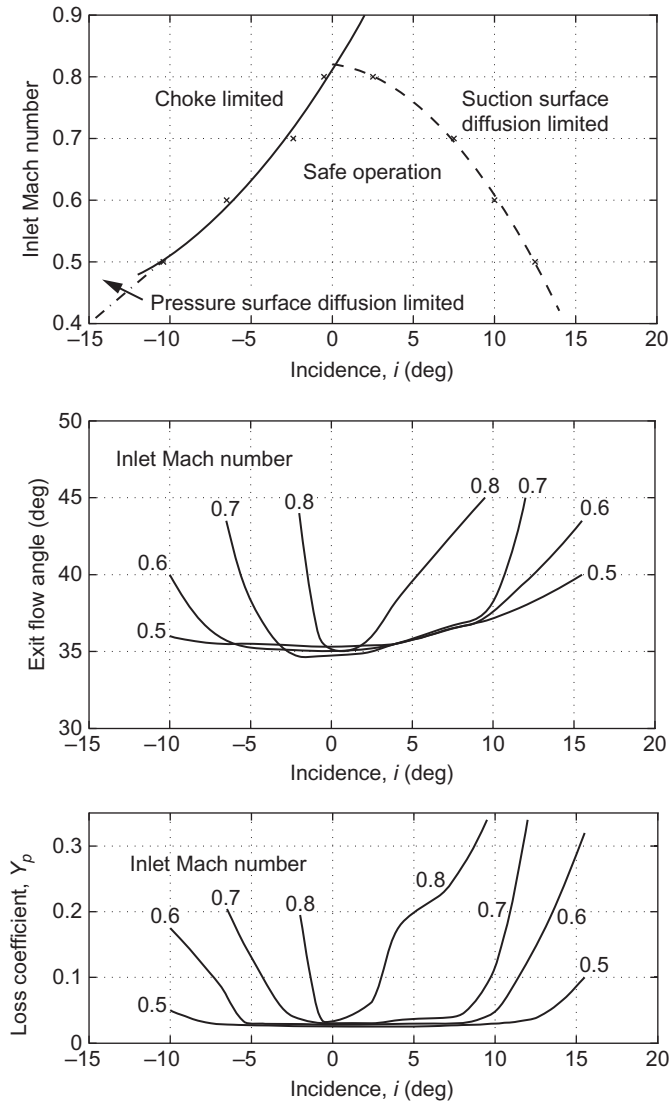 0.9
0.8
0.7
0.6
0.5
0.4
Inlet Mach number
Choke limited
Suction surface
diffusion limited
Safe operation
Pressure surface diffusion limited
–15 –10 –5 0 5 10 15 20
Incidence, i (deg)
50
45
40
35
30
Exit flow angle (deg)
Inlet Mach number
0.8
0.7
0.8
0.7
0.6
0.6
0.5
0.5
–15 –10 –5 0 5 10 15 20
Incidence, i (deg)
0.3
0.2
0.1
0
Loss coefficient, Yp
Inlet Mach number
0.8
0.7
0.8
0.6
0.7
0.6
0.5
0.5
–15 –10 –5 0 5 10 15 20
Incidence, i (deg)